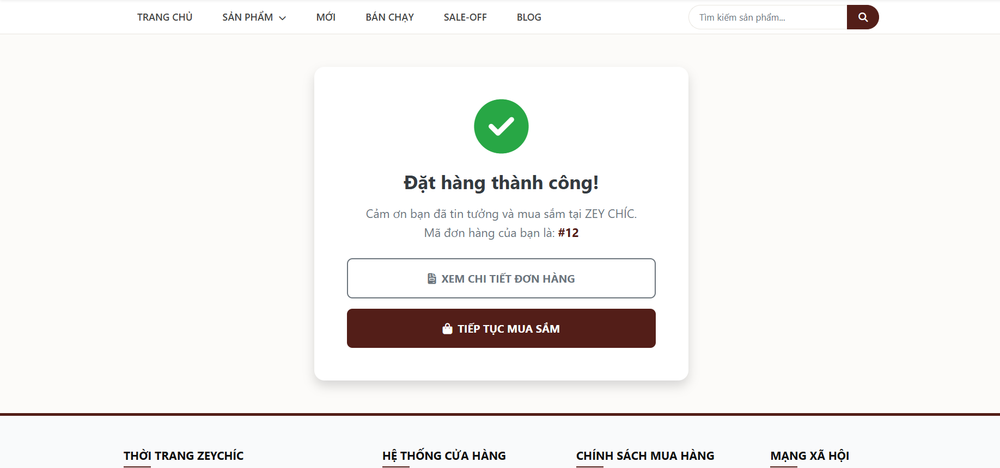 TRANG CHỦ SẢN PHẨM MỚI BÁN CHẠY SALE-OFF BLOG Tìm kiếm sản phẩm...
Đặt hàng thành công!
Cảm ơn bạn đã tin tưởng và mua sắm tại ZEY CHÍC.
Mã đơn hàng của bạn là: #12
XEM CHI TIẾT ĐƠN HÀNG
TIẾP TỤC MUA SẮM
THỜI TRANG ZEYCHÍC HỆ THỐNG CỬA HÀNG CHÍNH SÁCH MUA HÀNG MẠNG XÃ HỘI